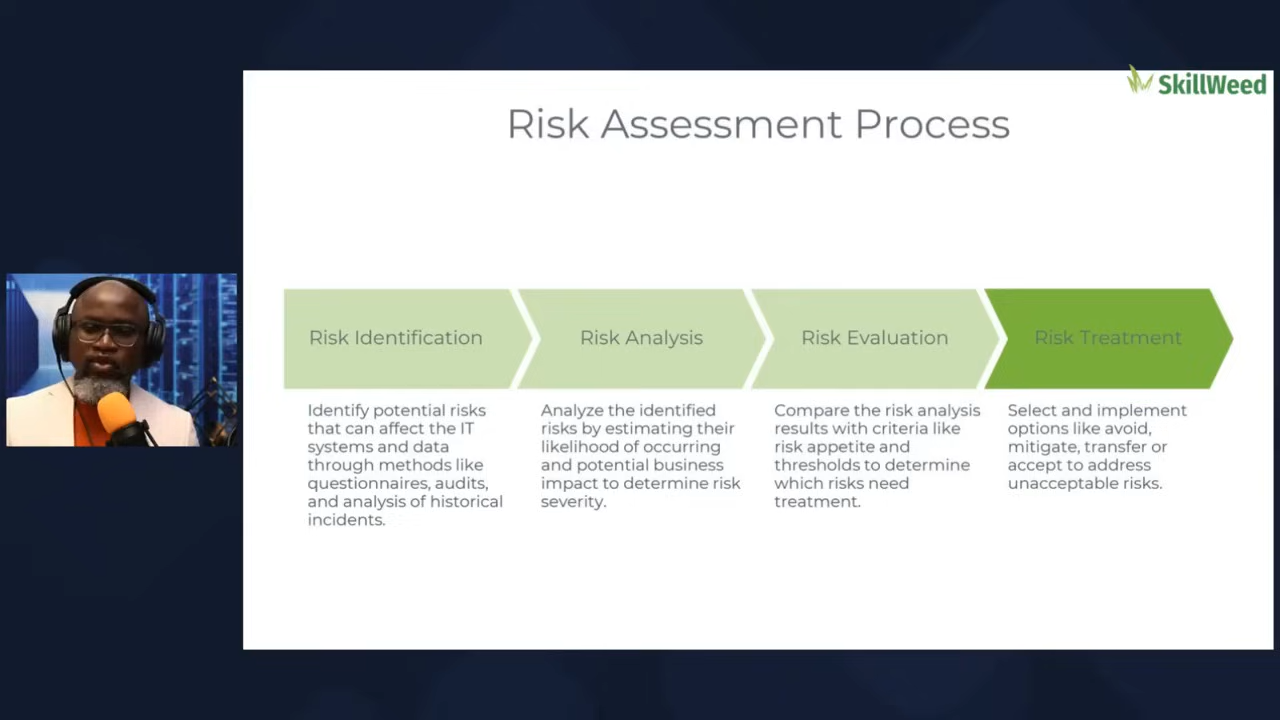 SkillWeed
Risk Assessment Process
Risk Identification
Risk Analysis
Risk Evaluation
Risk Treatment
Identify potential risks
that can affect the IT
systems and data
through methods like
questionnaires, audits,
and analysis of historical
incidents.
Analyze the identified
risks by estimating their
likelihood of occurring
and potential business
impact to determine risk
severity.
Compare the risk analysis
results with criteria like
risk appetite and
thresholds to determine
which risks need
treatment.
Select and implement
options like avoid,
mitigate, transfer or
accept to address
unacceptable risks.